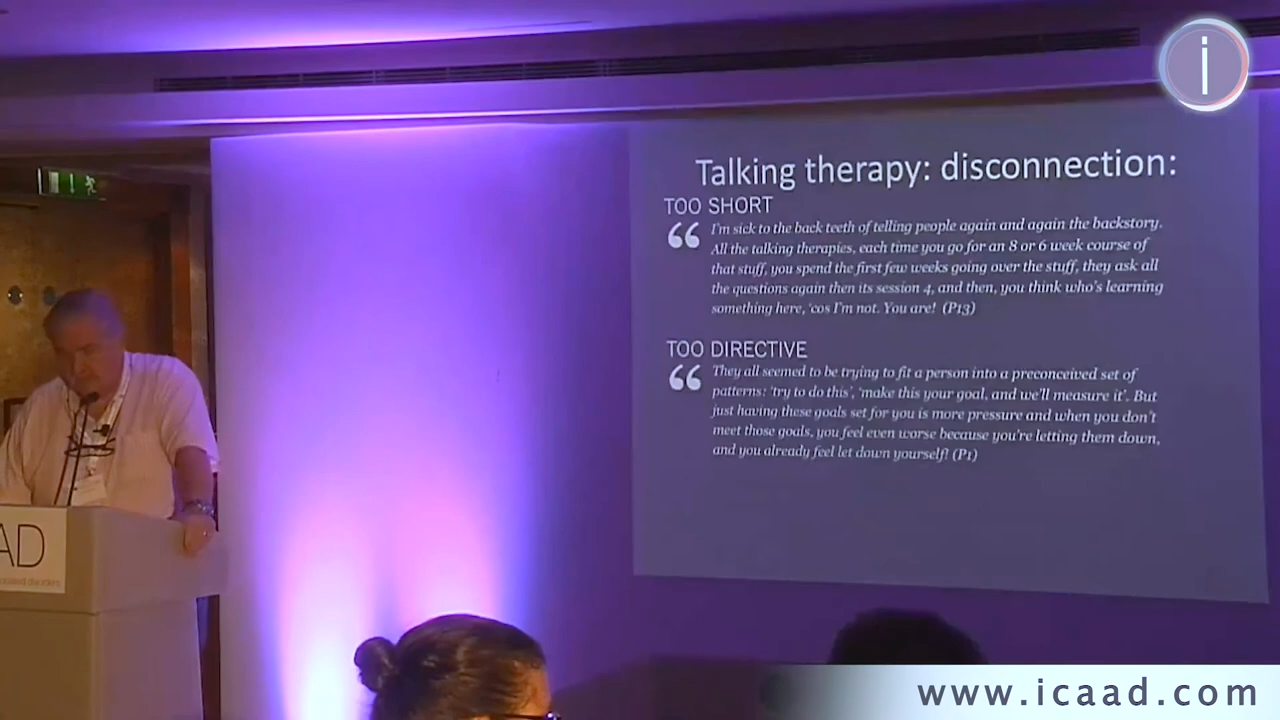 Talking therapy: disconnection:
TOO SHORT
“ I'm sick to the back teeth of telling people again and again the backstory.
All the talking therapies, each time you go for an 8 or 6 week course of
that stuff, you spend the first few weeks going over the stuff, they ask all
the questions again then its session 4, and then, you think who's learning
something here, 'cos I'm not. You are! (P13)
TOO DIRECTIVE
“ They all seemed to be trying to fit a person into a preconceived set of
patterns: 'try to do this', 'make this your goal, and we'll measure it'. But
just having these goals set for you is more pressure and when you don't
meet those goals, you feel even worse because you're letting them down,
and you already feel let down yourself! (P1)
AD
disorders
i
www.icaad.com